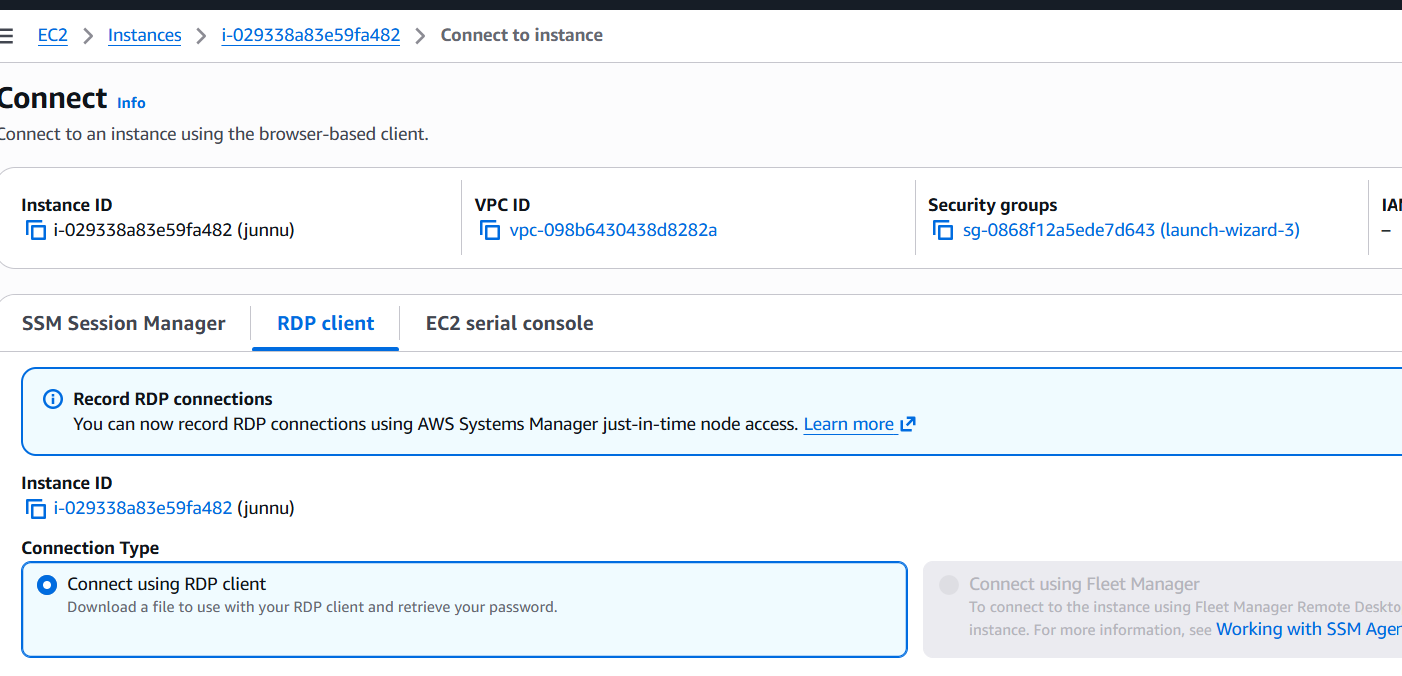 EC2 > Instances > i-029338a83e59fa482 > Connect to instance
Connect Info
Connect to an instance using the browser-based client.
Instance ID
i-029338a83e59fa482 (junnu)
VPC ID
vpc-098b6430438d8282a
Security groups
sg-0868f12a5ede7d643 (launch-wizard-3)
–
SSM Session Manager
RDP client
EC2 serial console
Record RDP connections
You can now record RDP connections using AWS Systems Manager just-in-time node access. Learn more
Instance ID
i-029338a83e59fa482 (junnu)
Connection Type
Connect using RDP client
Download a file to use with your RDP client and retrieve your password.
Connect using Fleet Manager
To connect to the instance using Fleet Manager Remote
instance. For more information, see Working with SSM